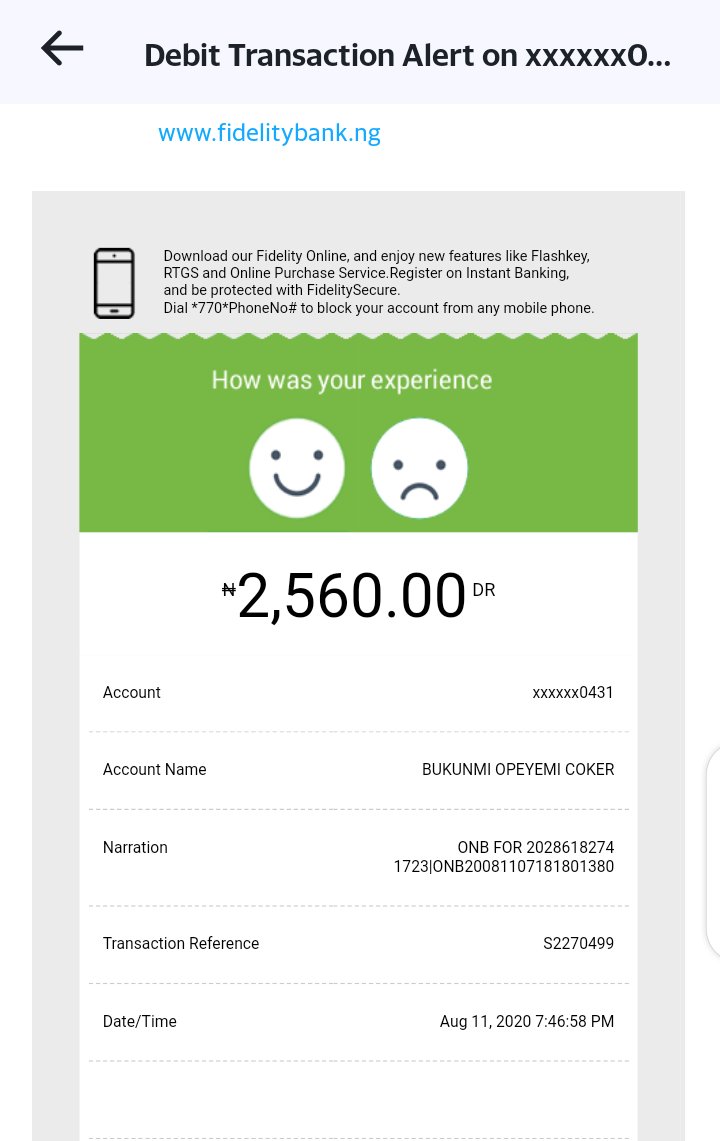 Debit Transaction Alert on xxxxxx0...
www.fidelitybank.ng
Download our Fidelity Online, and enjoy new features like Flashkey,
RTGS and Online Purchase Service.Register on Instant Banking,
and be protected with FidelitySecure.
Dial *770*PhoneNo# to block your account from any mobile phone.
How was your experience
₦2,560.00 DR
Account xxxxxx0431
Account Name BUKUNMI OPEYEMI COKER
Narration ONB FOR 2028618274
1723|ONB20081107181801380
Transaction Reference S2270499
Date/Time Aug 11, 2020 7:46:58 PM